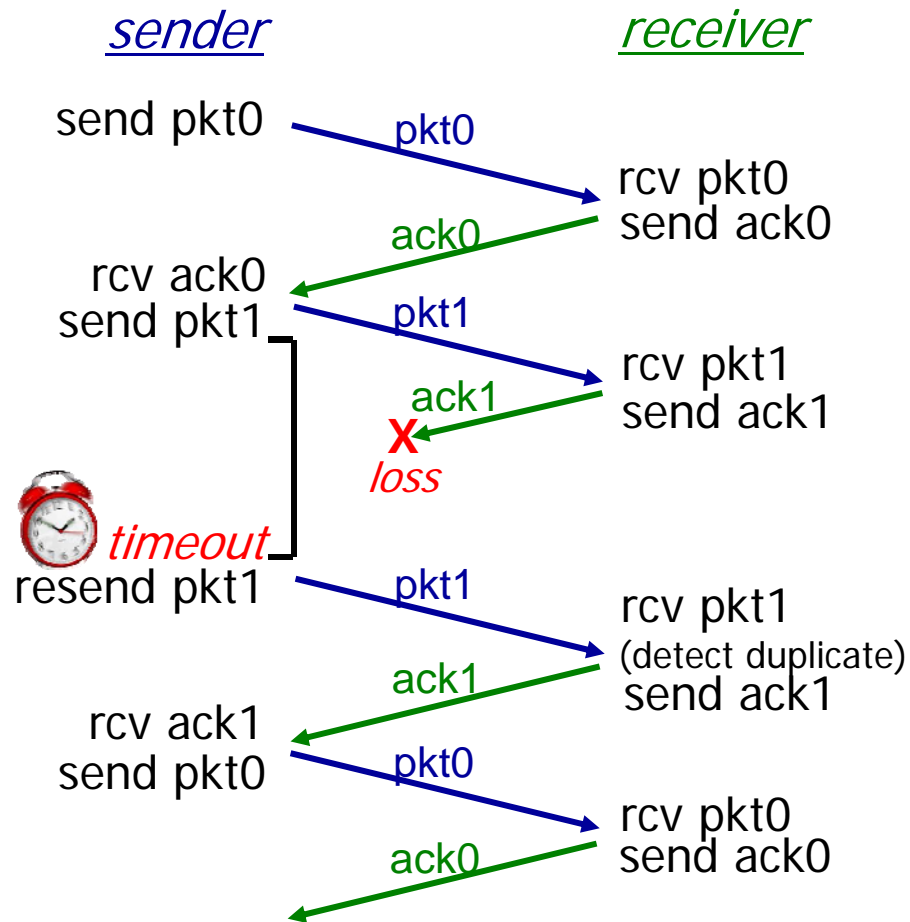 sender
receiver
send pkt0
pkt0
rcv pkt0
send ack0
ack0
rcv ack0
send pkt1
pkt1
rcv pkt1
send ack1
ack1
X
loss
timeout
resend pkt1
pkt1
rcv pkt1
(detect duplicate)
send ack1
ack1
rcv ack1
send pkt0
pkt0
rcv pkt0
send ack0
ack0